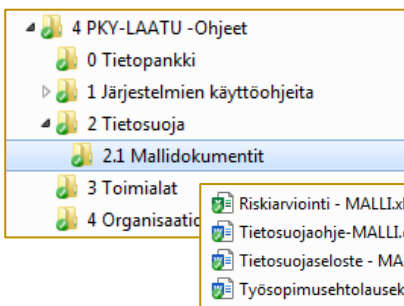 4 PKY-LAATU -Ohjeet
0 Tietopankki
1 Järjestelmien käyttöohjeita
2 Tietosuoja
2.1 Mallidokumentit
3 Toimialat
4 Organisaatio
Riskiarviointi - MALLI.xl
Tietosuojaohje-MALLI.
Tietosuojaseloste - MA
Työsopimusehtolausek